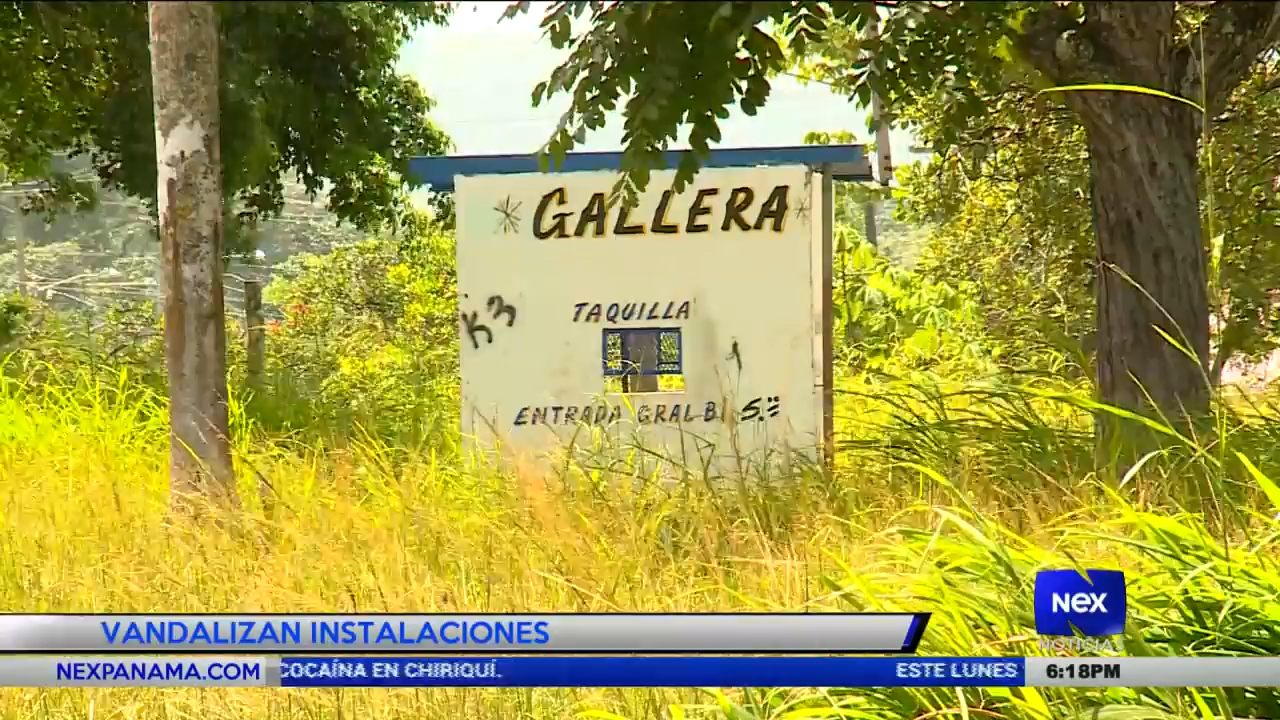 GALLERA
K3
TAQUILLA
ENTRADA GRAL B/ 5.
NEX
NOTICIAS
VANDALIZAN INSTALACIONES
NEXPANAMA.COM COCAÍNA EN CHIRIQUÍ. ESTE LUNES 6:18PM